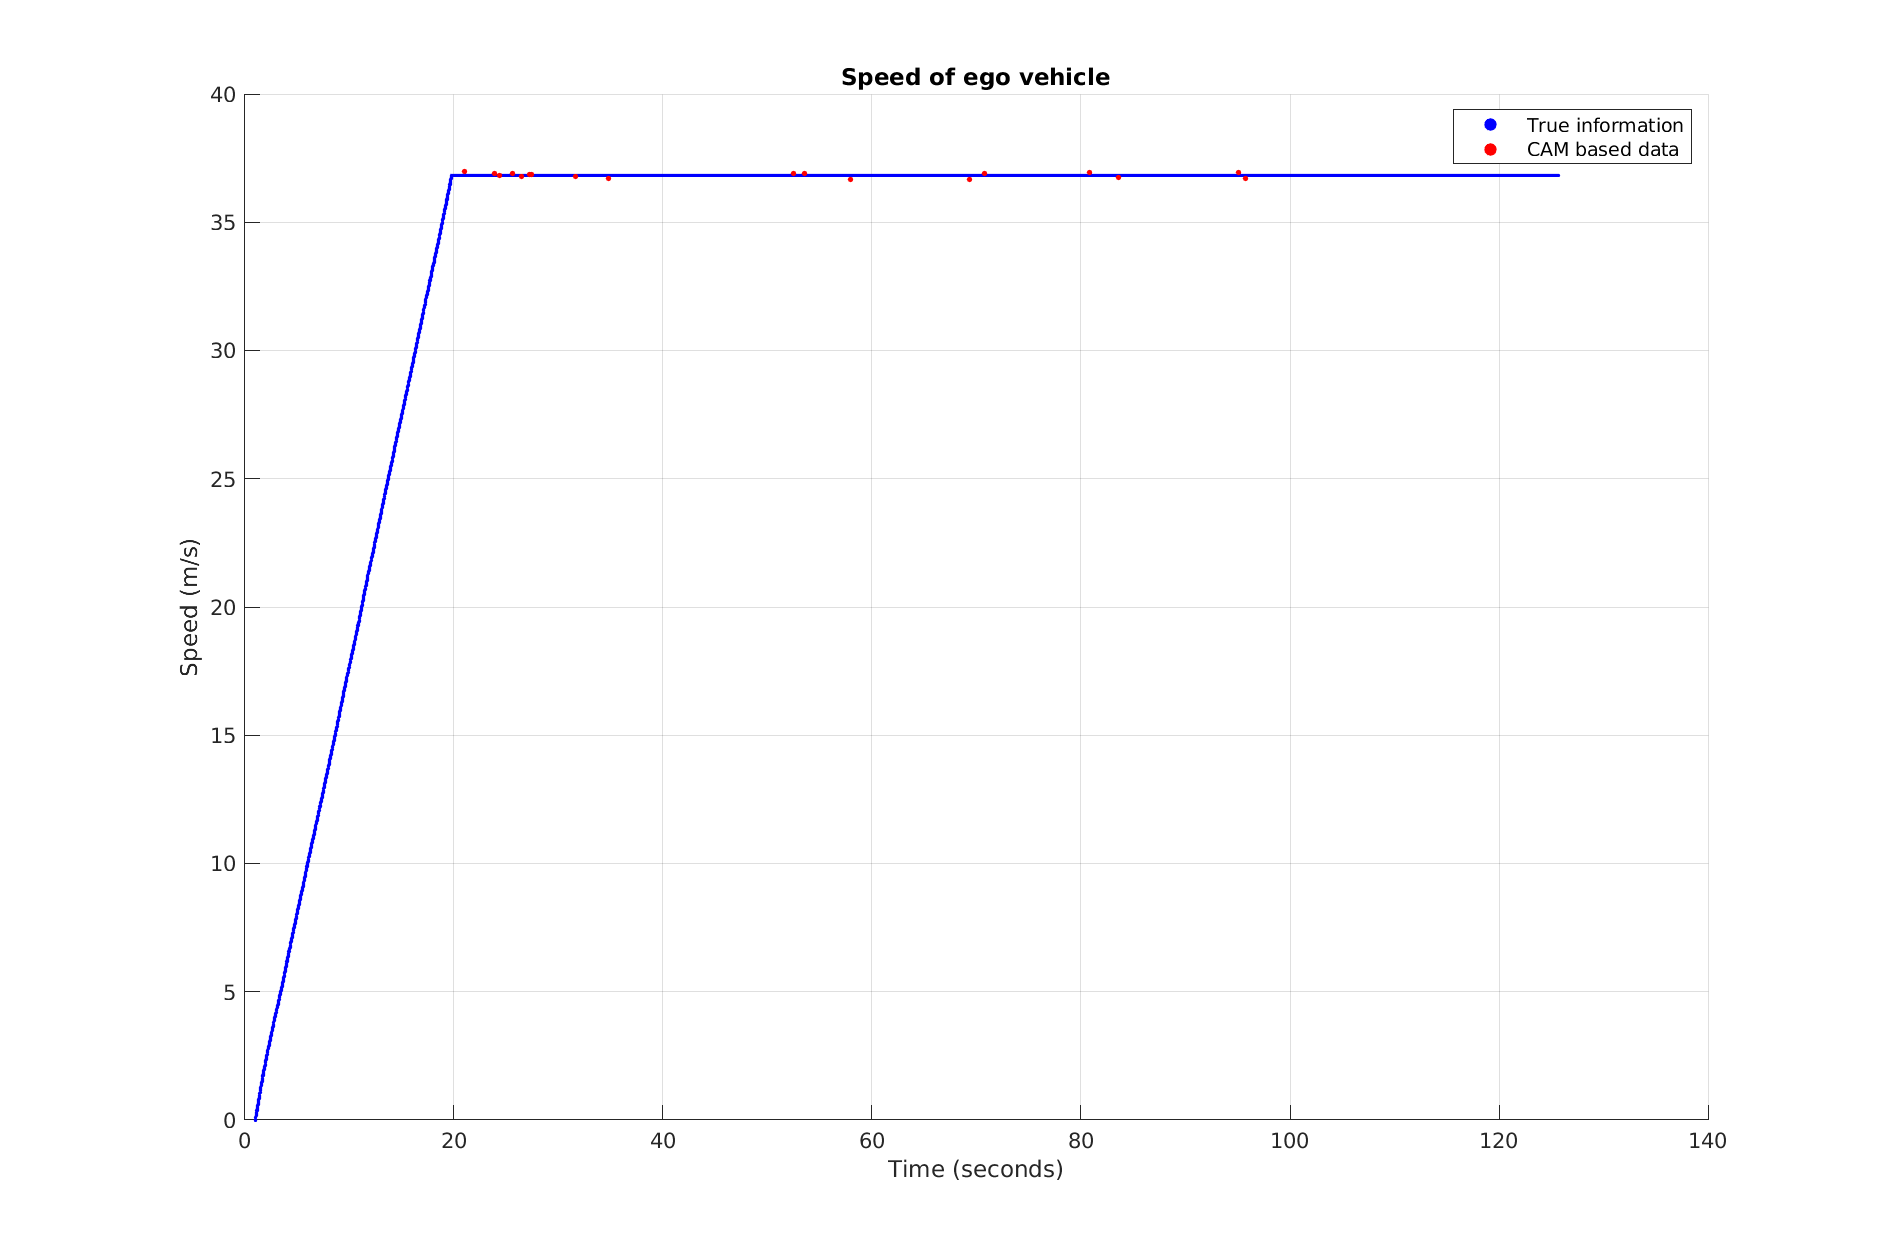 Speed of ego vehicle
True information
CAM based data
40
35
30
25
20
15
10
5
0
Speed (m/s)
0 20 40 60 80 100 120 140
Time (seconds)